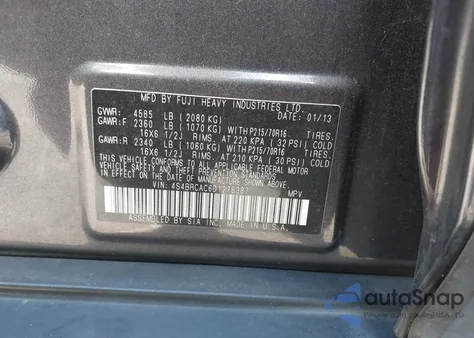 MFD BY FUJI HEAVY INDUSTRIES LTD.
DATE: 01/13
GVWR: 4585 LB (2080 KG)
GAWR:F 2360 LB (1070 KG) WITH P215/70R16 TIRES.
16X6 1/2J RIMS. AT 220 KPA (32 PSI) COLD
GAWR:R 2340 LB (1060 KG) WITH P215/70R16 TIRES.
16X6 1/2J RIMS. AT 210 KPA (30 PSI) COLD
THIS VEHICLE CONFORMS TO ALL APPLICABLE
FEDERAL MOTOR VEHICLE SAFETY STANDARDS
IN EFFECT ON THE DATE OF MANUFACTURE SHOWN ABOVE.
VIN: MPV
ASSEMBLED BY SIA INC. MADE IN U.S.A.
autoSnap